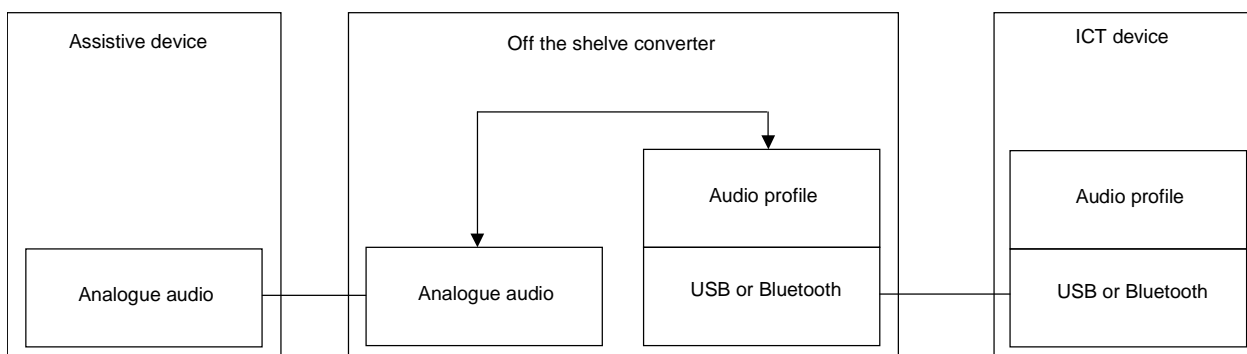 Assistive device
Off the shelve converter
ICT device
Audio profile
Audio profile
Analogue audio
Analogue audio
USB or Bluetooth
USB or Bluetooth